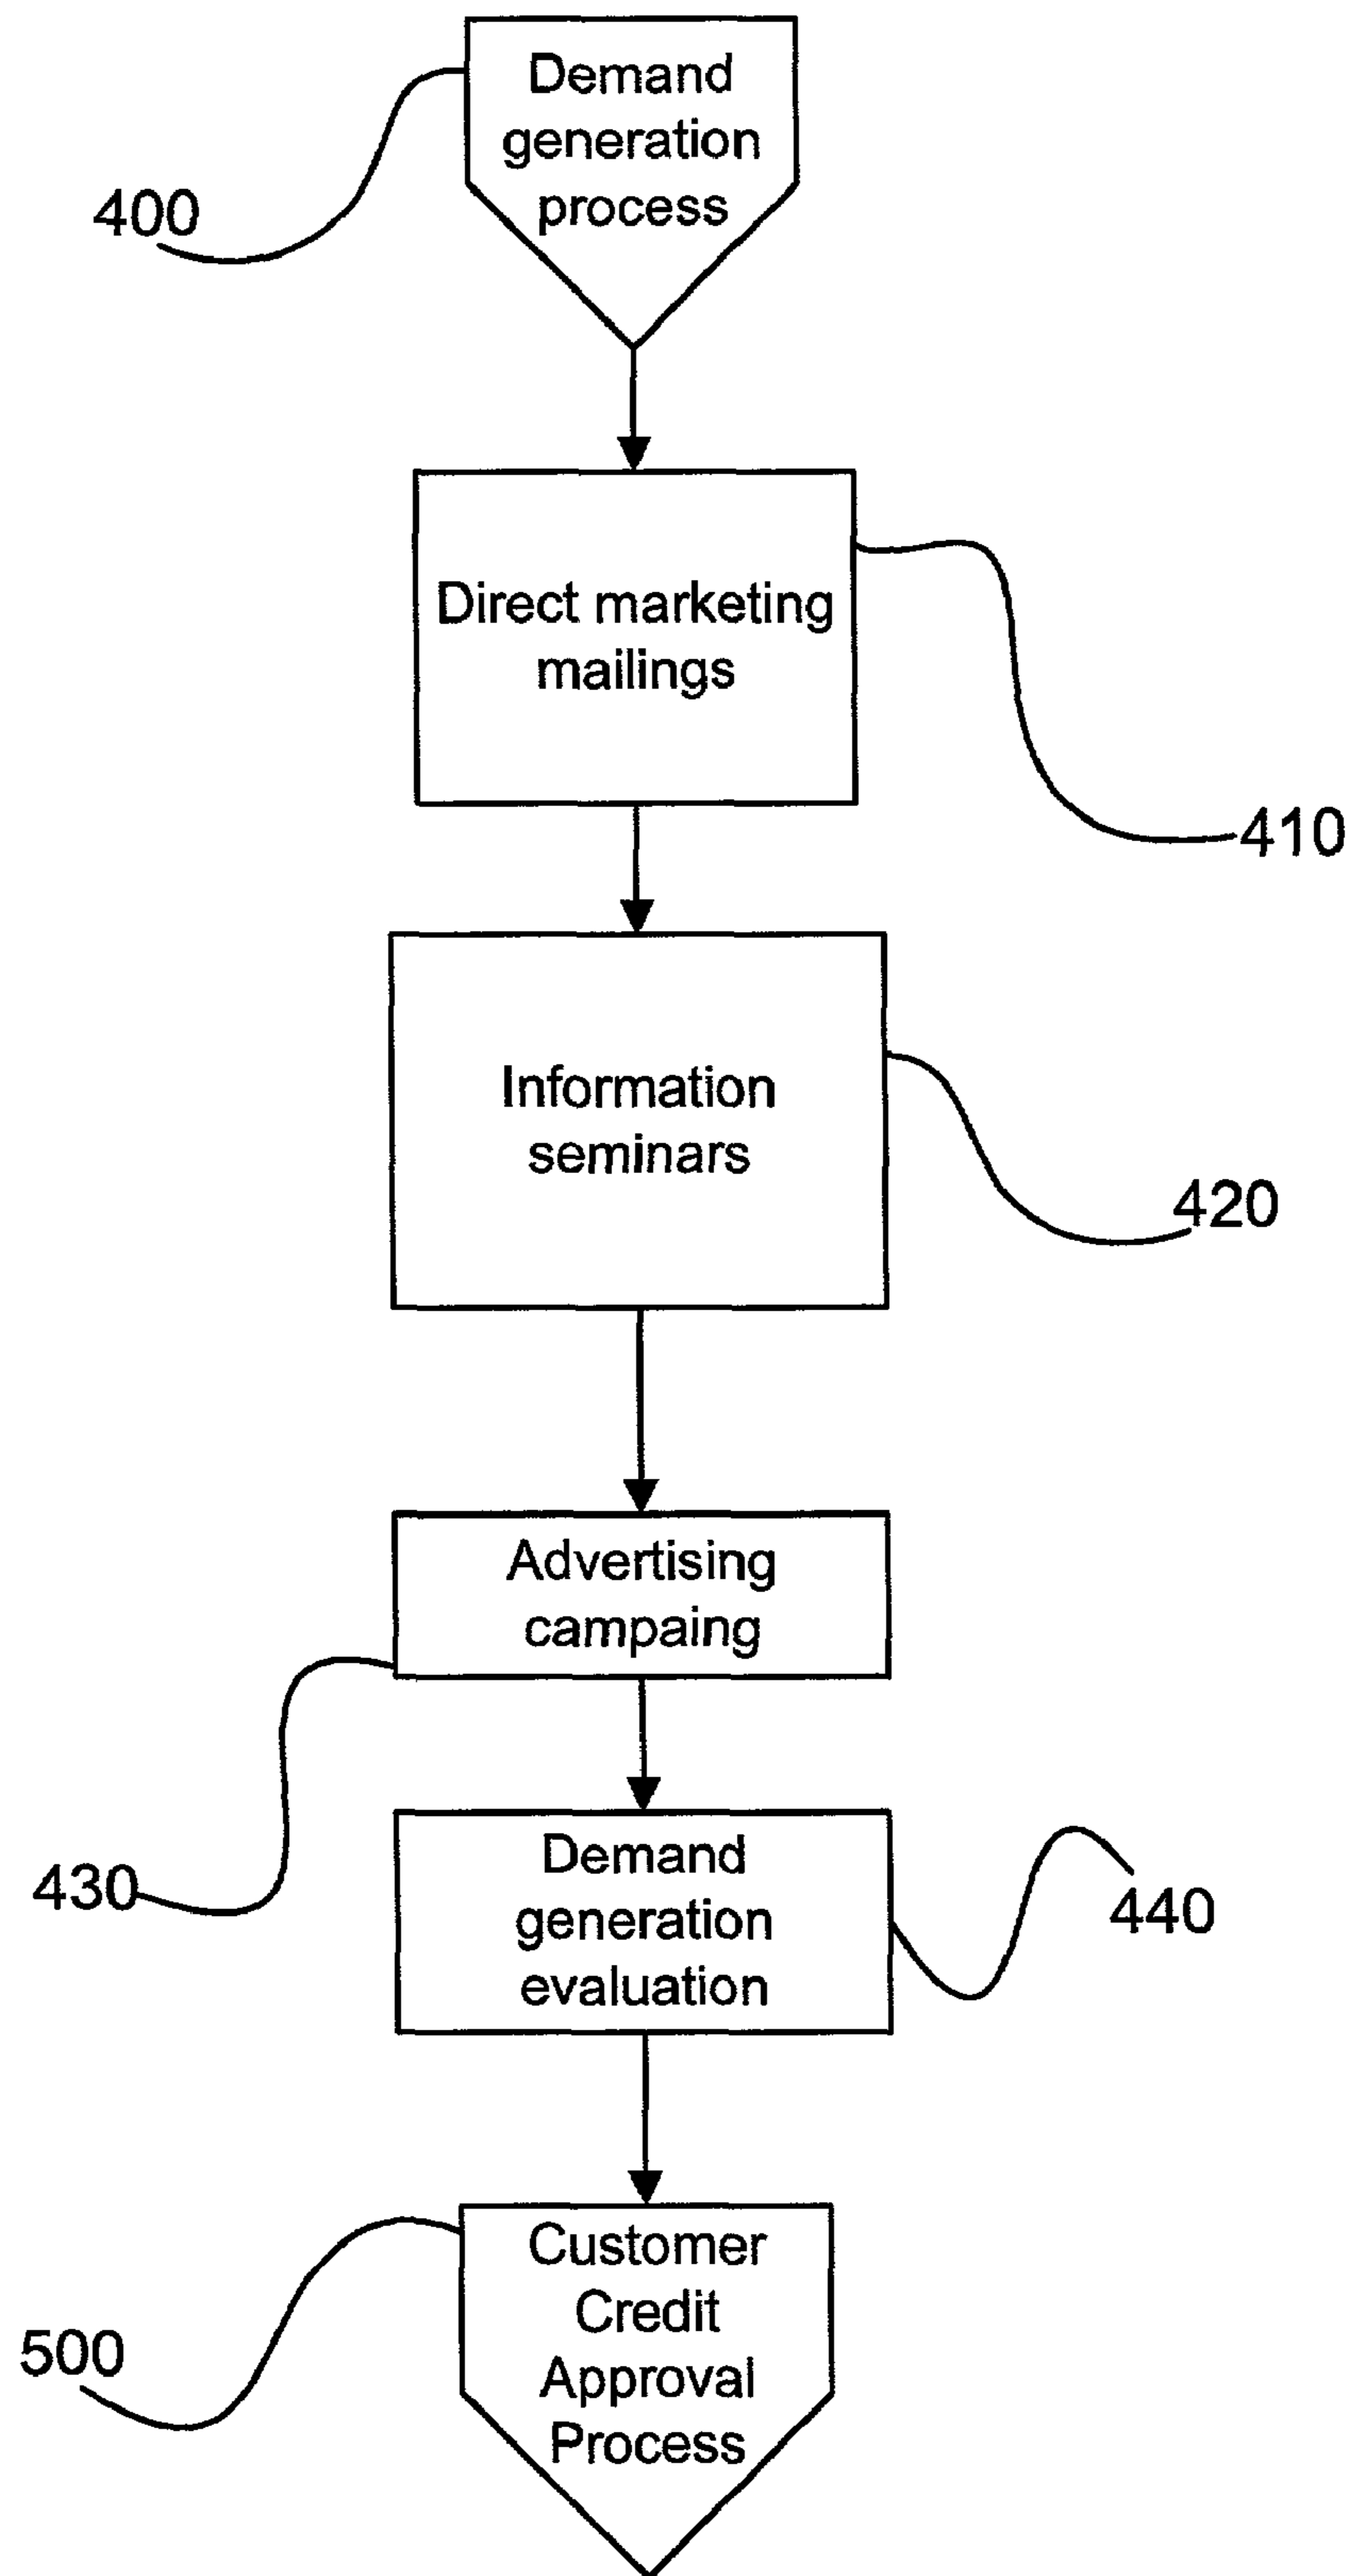 Demand
generation
process
400
Direct marketing
mailings
410
Information
seminars
420
Advertising
campaing
430
Demand
generation
evaluation
440
Customer
Credit
Approval
Process
500